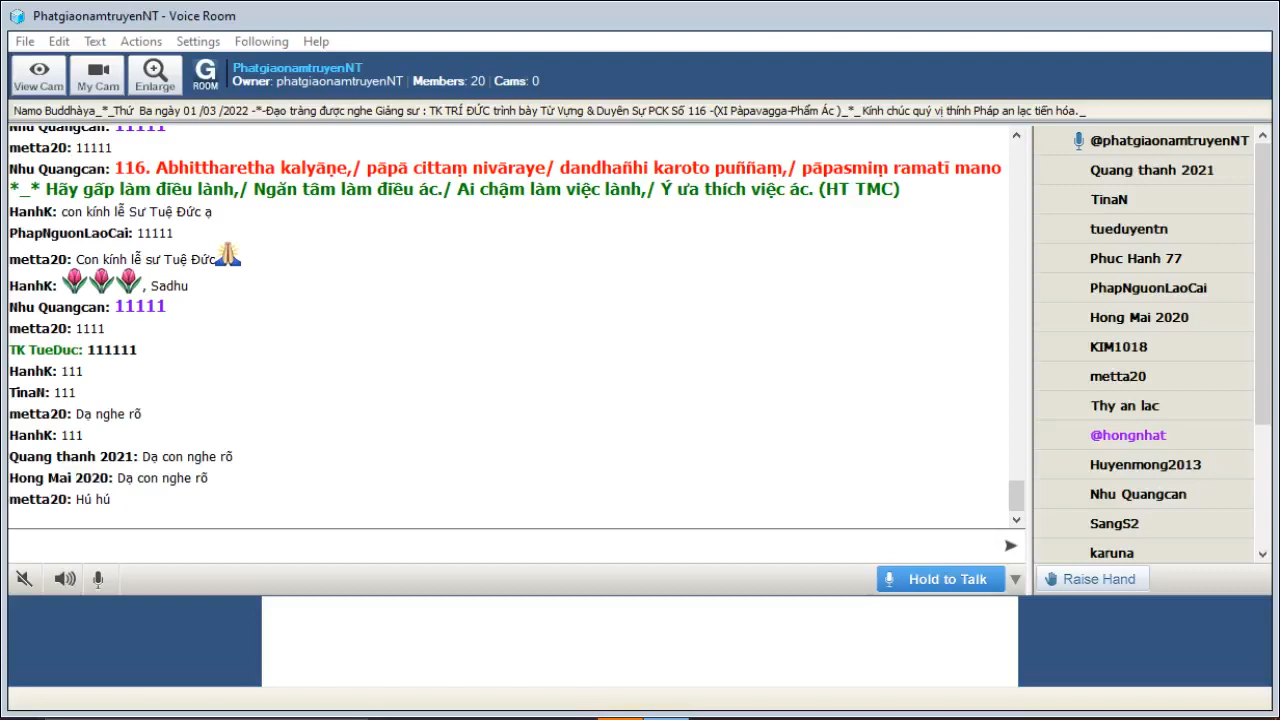 PhatgiaonamtruyenNT - Voice Room
File Edit Text Actions Settings Following Help
View Cam
My Cam
Enlarge
G
ROOM
PhatgiaonamtruyenNT
Owner: phatgiaonamtruyenNT | Members: 20 | Cams: 0
Namo Buddhàya_*_Thứ Ba ngày 01 /03 /2022 -*-Đạo tràng được nghe Giảng sư : TK TRÍ ĐỨC trình bày Từ Vựng & Duyên Sự PCK Số 116 -(XI Pàpavagga-Phẩm Ác )_*_Kính chúc quý vị thính Pháp an lạc tiến hóa._
Nhu Quangcan: 11111
metta20: 11111
Nhu Quangcan: 116. Abhittharetha kalyāṇe,/ pāpā cittaṃ nivāraye/ dandhañhi karoto puññaṃ,/ pāpasmiṃ ramatī mano
*_* Hãy gấp làm điều lành,/ Ngăn tâm làm điều ác./ Ai chậm làm việc lành,/ Ý ưa thích việc ác. (HT TMC)
HanhK: con kính lễ Sư Tuệ Đức ạ
PhapNguonLaoCai: 11111
metta20: Con kính lễ sư Tuệ Đức
HanhK: , Sadhu
Nhu Quangcan: 11111
metta20: 1111
TK TueDuc: 111111
HanhK: 111
TinaN: 111
metta20: Dạ nghe rõ
HanhK: 111
Quang thanh 2021: Dạ con nghe rõ
Hong Mai 2020: Dạ con nghe rõ
metta20: Hú hú
@phatgiaonamtruyenNT
Quang thanh 2021
TinaN
tueduyentn
Phuc Hanh 77
PhapNguonLaoCai
Hong Mai 2020
KIM1018
metta20
Thy an lac
@hongnhat
Huyenmong2013
Nhu Quangcan
SangS2
karuna
Hold to Talk
Raise Hand